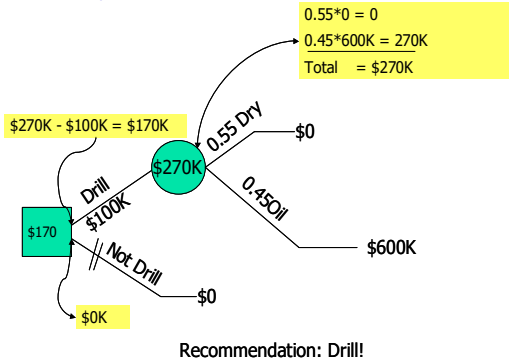 0.55*0 = 0
0.45*600K = 270K
Total = $270K
$270K - $100K = $170K
0.55 Dry
$0
$270K
Drill
$100K
0.45Oil
$170
$600K
Not Drill
$0
$0K
Recommendation: Drill!